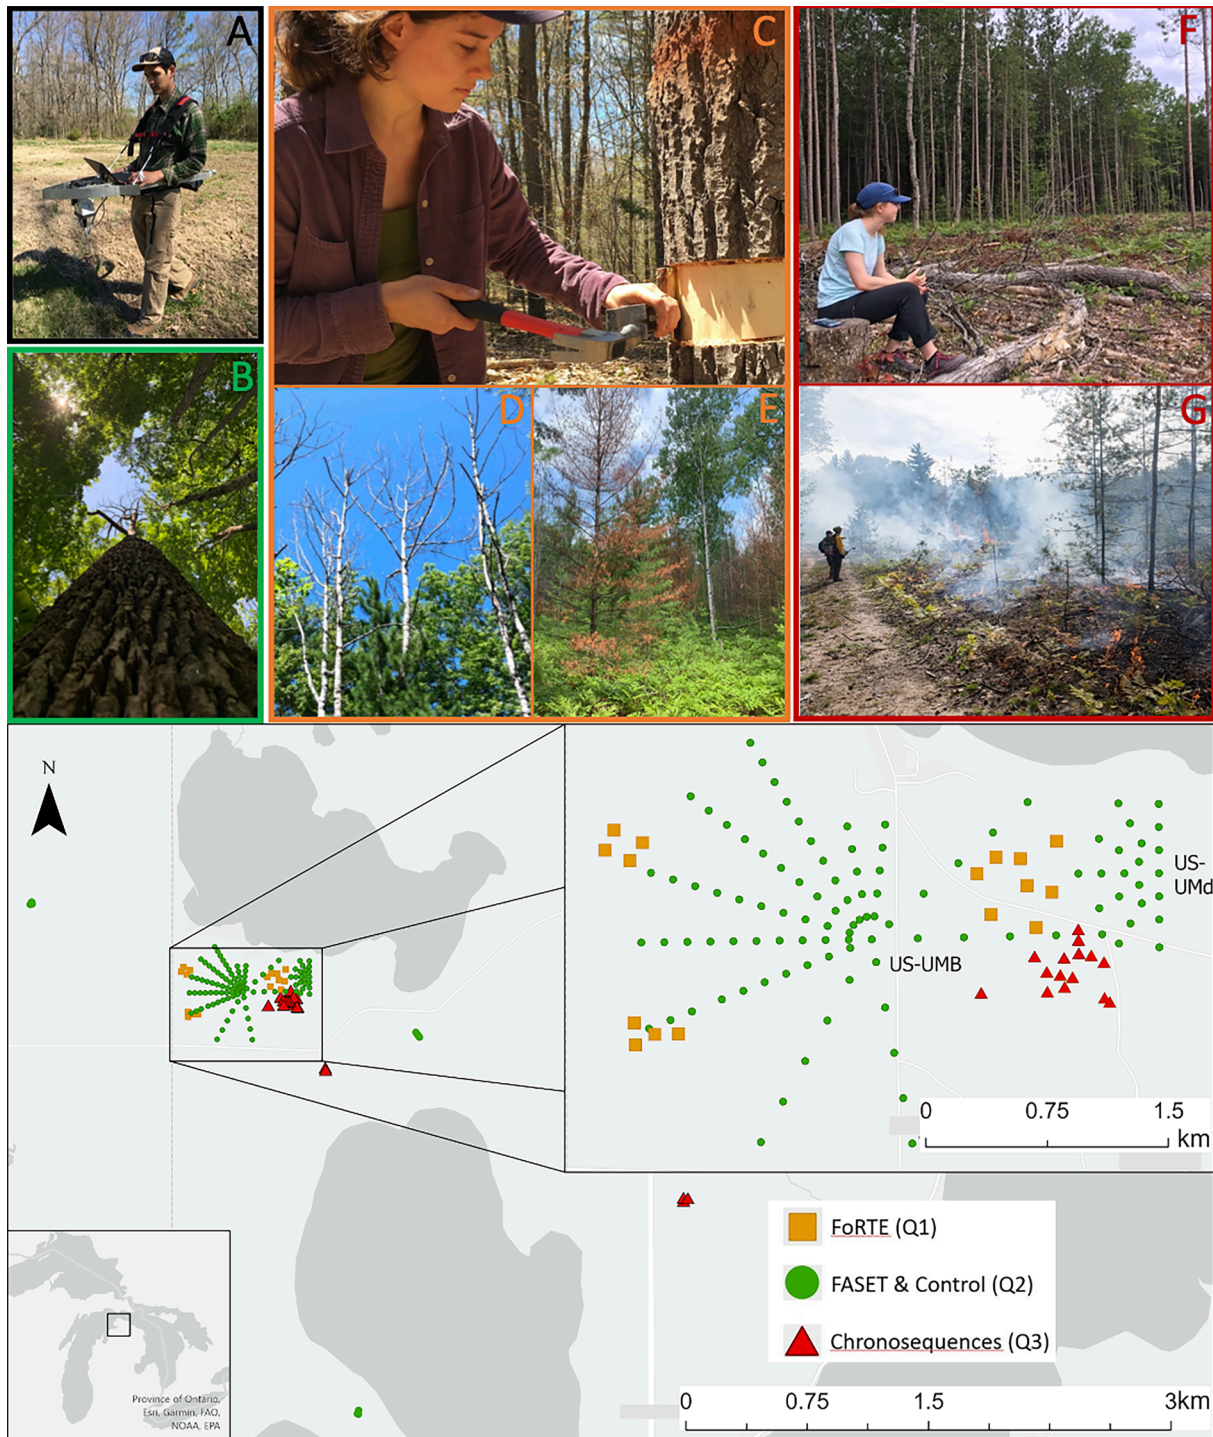 A
C
F
B
D
E
G
N
US-
UMd
US-UMB
0 0.75 1.5
km
FoRTE (Q1)
FASET & Control (Q2)
Chronosequences (Q3)
Province of Ontario,
Esri, Garmin, FAO,
NOAA, EPA
0 0.75 1.5 3km